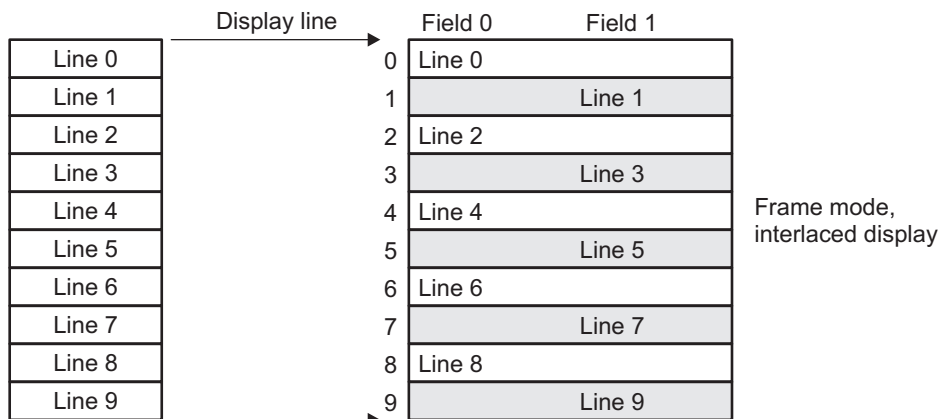 Display line Field 0 Field 1
Line 0 0 Line 0
Line 1 1 Line 1
Line 2 2 Line 2
Line 3 3 Line 3
Line 4 4 Line 4 Frame mode,
interlaced display
Line 5 5 Line 5
Line 6 6 Line 6
Line 7 7 Line 7
Line 8 8 Line 8
Line 9 9 Line 9